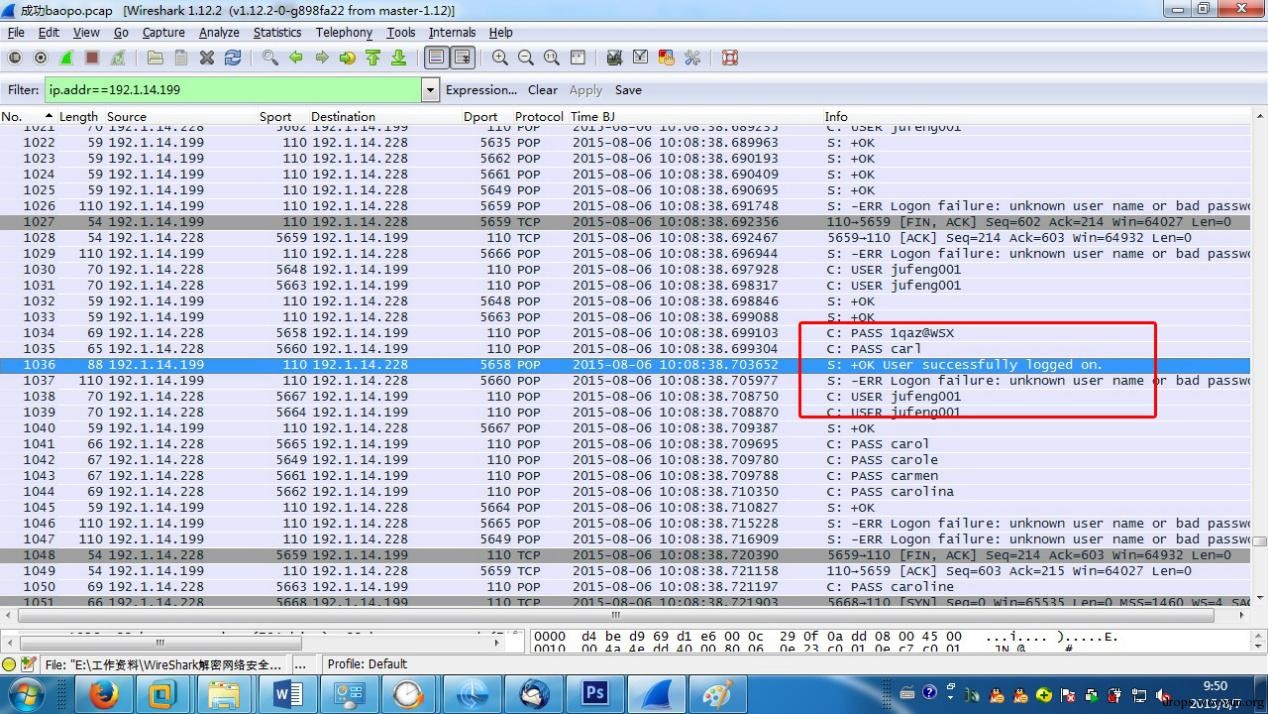 成功baopo.pcap [Wireshark 1.12.2 (v1.12.2-0-g898fa22 from master-1.12)]
File Edit View Go Capture Analyze Statistics Telephony Tools Internals Help
Filter: ip.addr==192.1.14.199 Expression... Clear Apply Save
No. Length Source Sport Destination Dport Protocol Time BJ Info
1021 70 192.1.14.228 5662 192.1.14.199 110 POP 2015-08-06 10:08:38.689235 C: USER jufeng001
1022 59 192.1.14.199 110 192.1.14.228 5635 POP 2015-08-06 10:08:38.689963 S: +OK
1023 59 192.1.14.199 110 192.1.14.228 5662 POP 2015-08-06 10:08:38.690193 S: +OK
1024 59 192.1.14.199 110 192.1.14.228 5661 POP 2015-08-06 10:08:38.690409 S: +OK
1025 59 192.1.14.199 110 192.1.14.228 5649 POP 2015-08-06 10:08:38.690695 S: +OK
1026 110 192.1.14.199 110 192.1.14.228 5659 POP 2015-08-06 10:08:38.691748 S: -ERR Logon failure: unknown user name or bad passwo
1027 54 192.1.14.199 110 192.1.14.228 5659 TCP 2015-08-06 10:08:38.692356 110→5659 [FIN, ACK] Seq=602 Ack=214 Win=64027 Len=0
1028 54 192.1.14.228 5659 192.1.14.199 110 TCP 2015-08-06 10:08:38.692467 5659→110 [ACK] Seq=214 Ack=603 Win=64932 Len=0
1029 110 192.1.14.199 110 192.1.14.228 5666 POP 2015-08-06 10:08:38.696944 S: -ERR Logon failure: unknown user name or bad passwo
1030 70 192.1.14.228 5648 192.1.14.199 110 POP 2015-08-06 10:08:38.697928 C: USER jufeng001
1031 70 192.1.14.228 5663 192.1.14.199 110 POP 2015-08-06 10:08:38.698317 C: USER jufeng001
1032 59 192.1.14.199 110 192.1.14.228 5648 POP 2015-08-06 10:08:38.698846 S: +OK
1033 59 192.1.14.199 110 192.1.14.228 5663 POP 2015-08-06 10:08:38.699088 S: +OK
1034 69 192.1.14.228 5658 192.1.14.199 110 POP 2015-08-06 10:08:38.699103 C: PASS 1qaz@WSX
1035 65 192.1.14.228 5660 192.1.14.199 110 POP 2015-08-06 10:08:38.699304 C: PASS carl
1036 88 192.1.14.199 110 192.1.14.228 5658 POP 2015-08-06 10:08:38.703652 S: +OK User successfully logged on.
1037 110 192.1.14.199 110 192.1.14.228 5660 POP 2015-08-06 10:08:38.705977 S: -ERR Logon failure: unknown user name or bad passwo
1038 70 192.1.14.228 5667 192.1.14.199 110 POP 2015-08-06 10:08:38.708750 C: USER jufeng001
1039 70 192.1.14.228 5664 192.1.14.199 110 POP 2015-08-06 10:08:38.708870 C: USER jufeng001
1040 59 192.1.14.199 110 192.1.14.228 5667 POP 2015-08-06 10:08:38.709387 S: +OK
1041 66 192.1.14.228 5665 192.1.14.199 110 POP 2015-08-06 10:08:38.709695 C: PASS carol
1042 67 192.1.14.228 5649 192.1.14.199 110 POP 2015-08-06 10:08:38.709780 C: PASS carole
1043 67 192.1.14.228 5661 192.1.14.199 110 POP 2015-08-06 10:08:38.709788 C: PASS carmen
1044 69 192.1.14.228 5662 192.1.14.199 110 POP 2015-08-06 10:08:38.710350 C: PASS carolina
1045 59 192.1.14.199 110 192.1.14.228 5664 POP 2015-08-06 10:08:38.710827 S: +OK
1046 110 192.1.14.199 110 192.1.14.228 5665 POP 2015-08-06 10:08:38.715228 S: -ERR Logon failure: unknown user name or bad passwo
1047 110 192.1.14.199 110 192.1.14.228 5649 POP 2015-08-06 10:08:38.716909 S: -ERR Logon failure: unknown user name or bad passwo
1048 54 192.1.14.228 5659 192.1.14.199 110 TCP 2015-08-06 10:08:38.720390 5659→110 [FIN, ACK] Seq=214 Ack=603 Win=64932 Len=0
1049 54 192.1.14.199 110 192.1.14.228 5659 TCP 2015-08-06 10:08:38.721158 110→5659 [ACK] Seq=603 Ack=215 Win=64027 Len=0
1050 69 192.1.14.228 5663 192.1.14.199 110 POP 2015-08-06 10:08:38.721197 C: PASS caroline
1051 66 192.1.14.228 5668 192.1.14.199 110 TCP 2015-08-06 10:08:38.721903 5668→110 [SYN] Seq=0 Win=65535 Len=0 MSS=1460 WS=4 SAC
0000 d4 be d9 69 d1 e6 00 0c 29 0f 0a dd 08 00 45 00 ...i.... ).....E.
0010 00 4a 4e dd 40 00 80 06 0e 23 c0 01 0e c7 c0 01 .JN.@... .#......
File: "E:\工作资料\WireShark解密网络安全... ... Profile: Default
Ps
9:50
2015/8/7